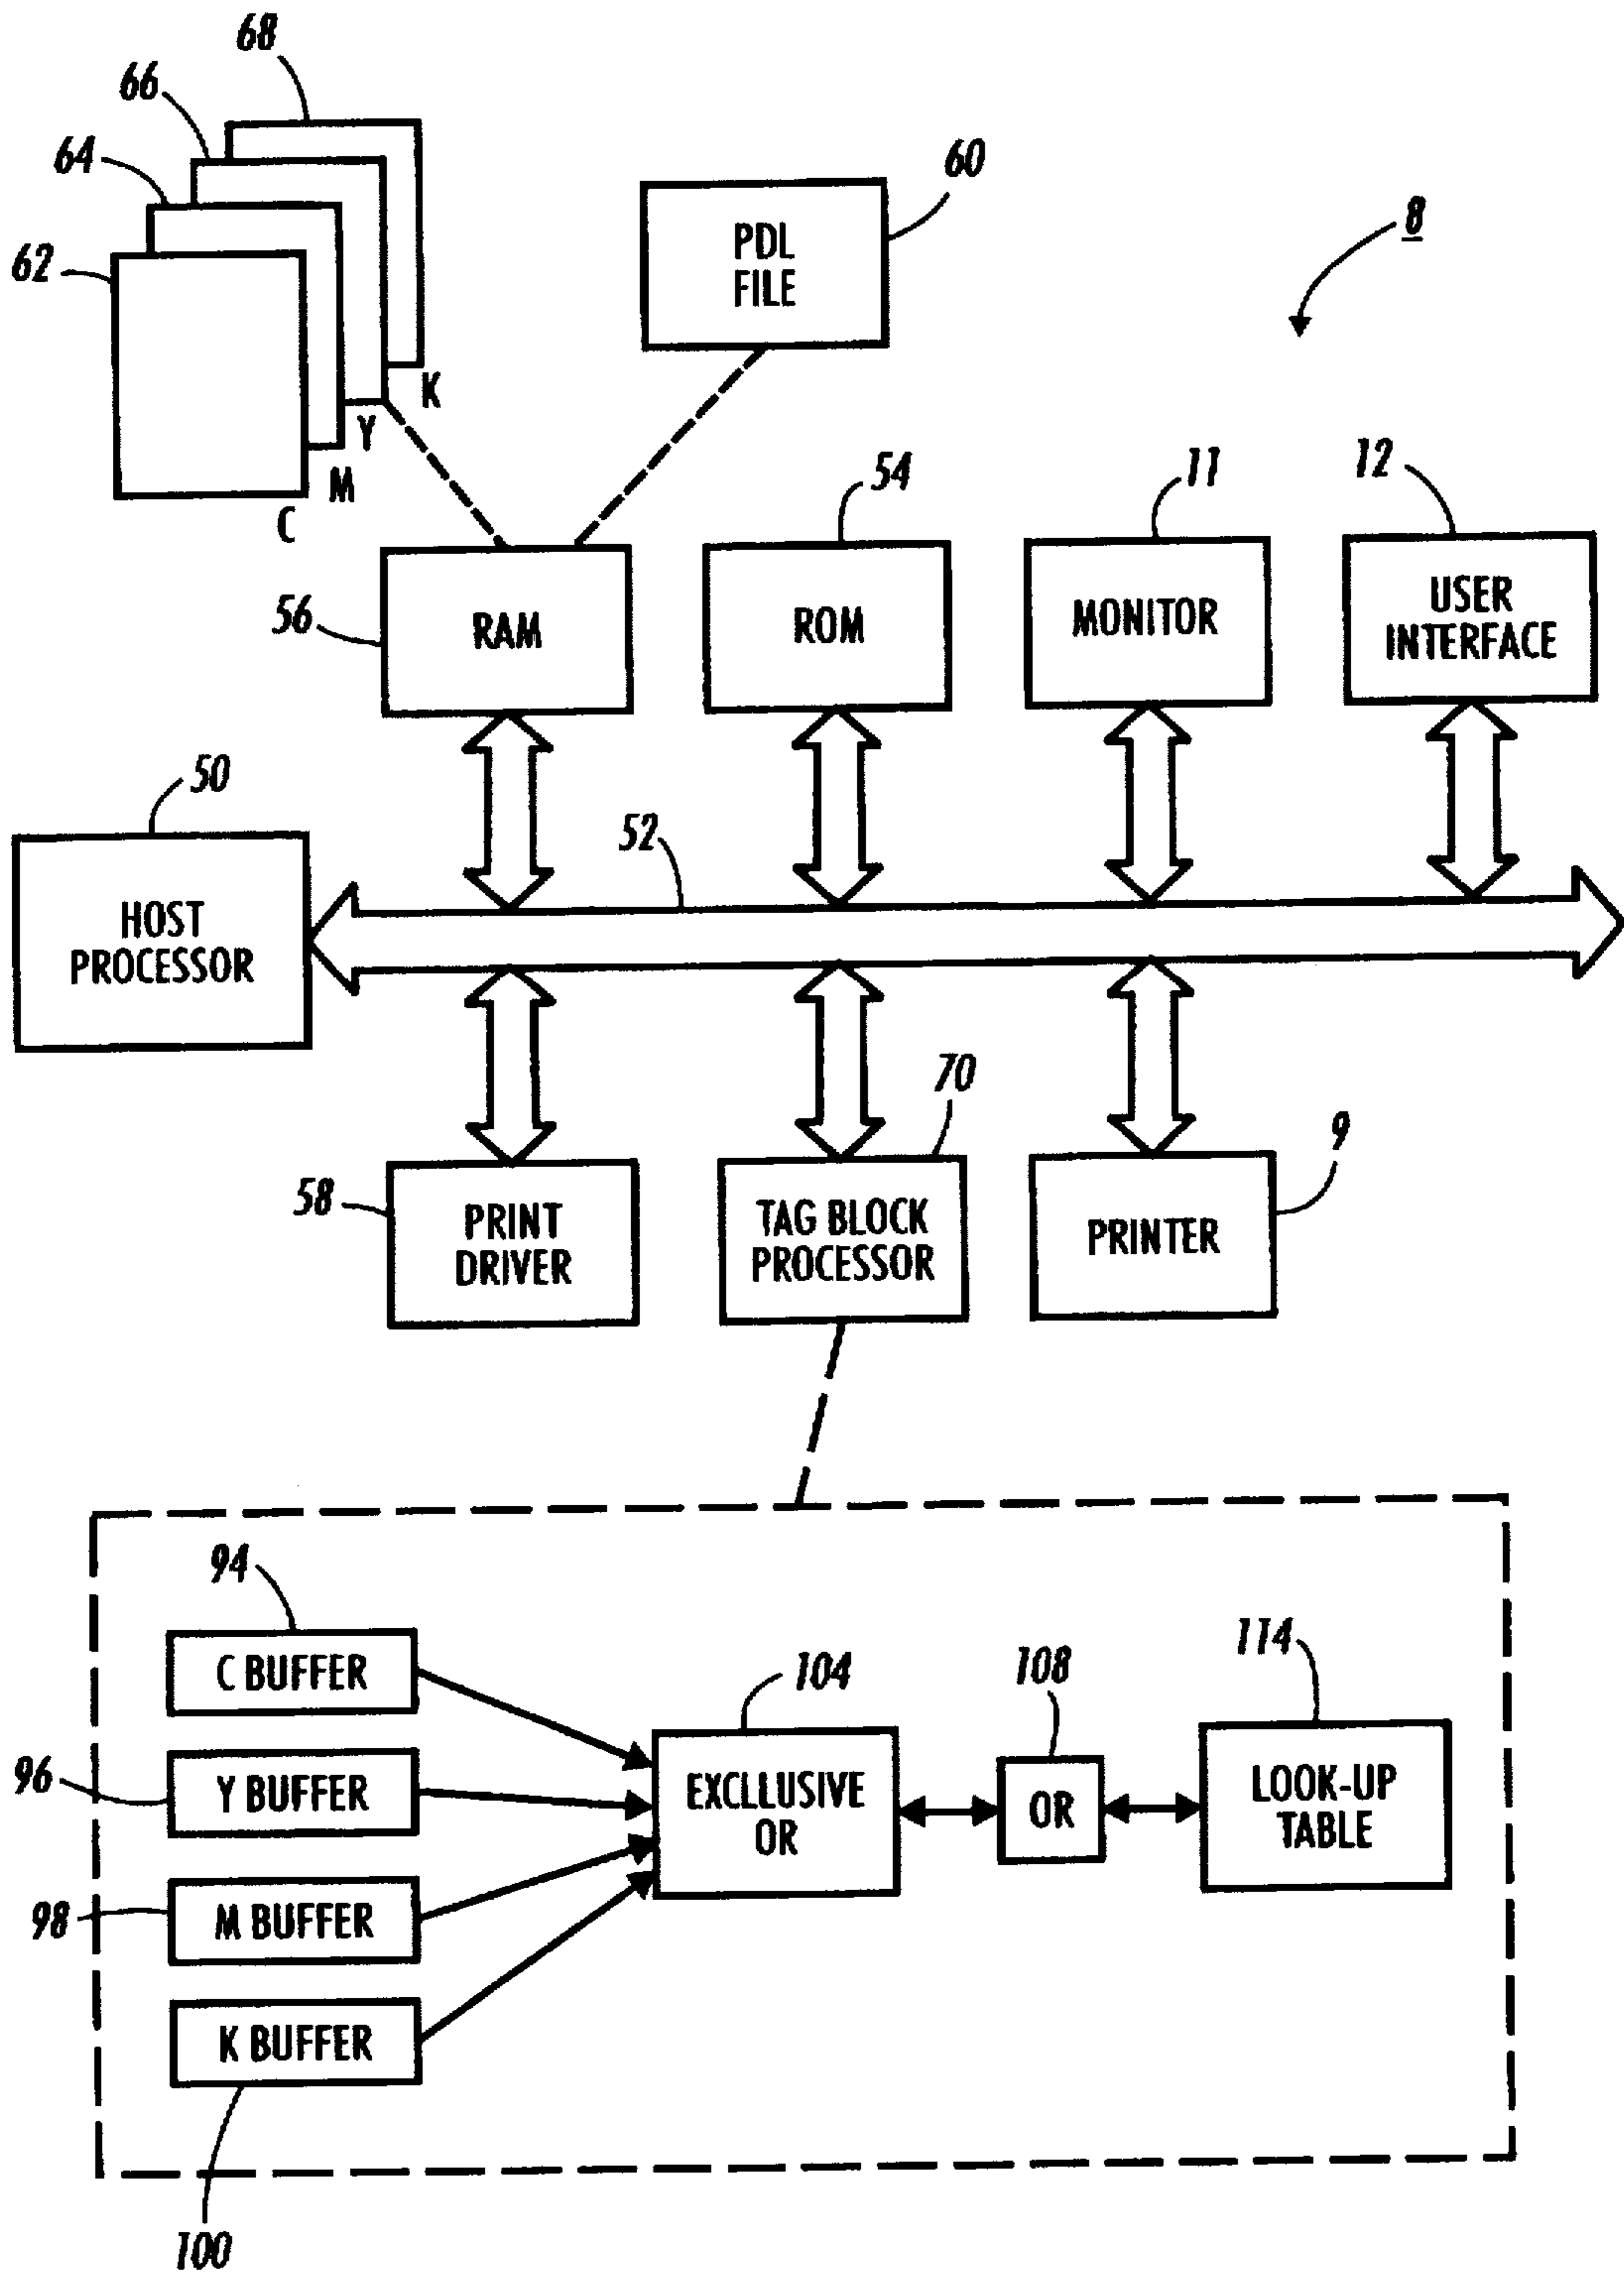 68
66
64
62
60
PDL
FILE
8
K
Y
M
C
54
11
12
56
RAM
ROM
MONITOR
USER
INTERFACE
50
52
HOST
PROCESSOR
70
9
58
PRINT
DRIVER
TAG BLOCK
PROCESSOR
PRINTER
94
C BUFFER
104
108
114
96
Y BUFFER
EXCLLUSIVE
OR
OR
LOOK-UP
TABLE
98
M BUFFER
K BUFFER
100